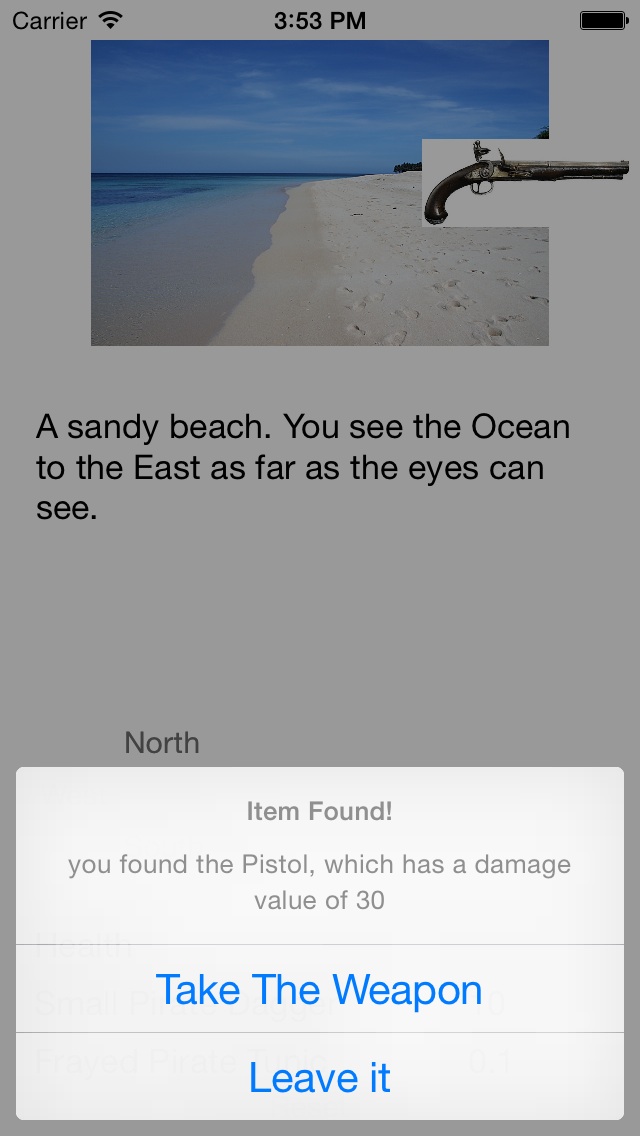 Carrier 3:53 PM
A sandy beach. You see the Ocean
to the East as far as the eyes can
see.
North
Item Found!
you found the Pistol, which has a damage
value of 30
Health
Take The Weapon
Small Pirate Dagger 10
Frayed Pirate Tunic 0.1
Leave it